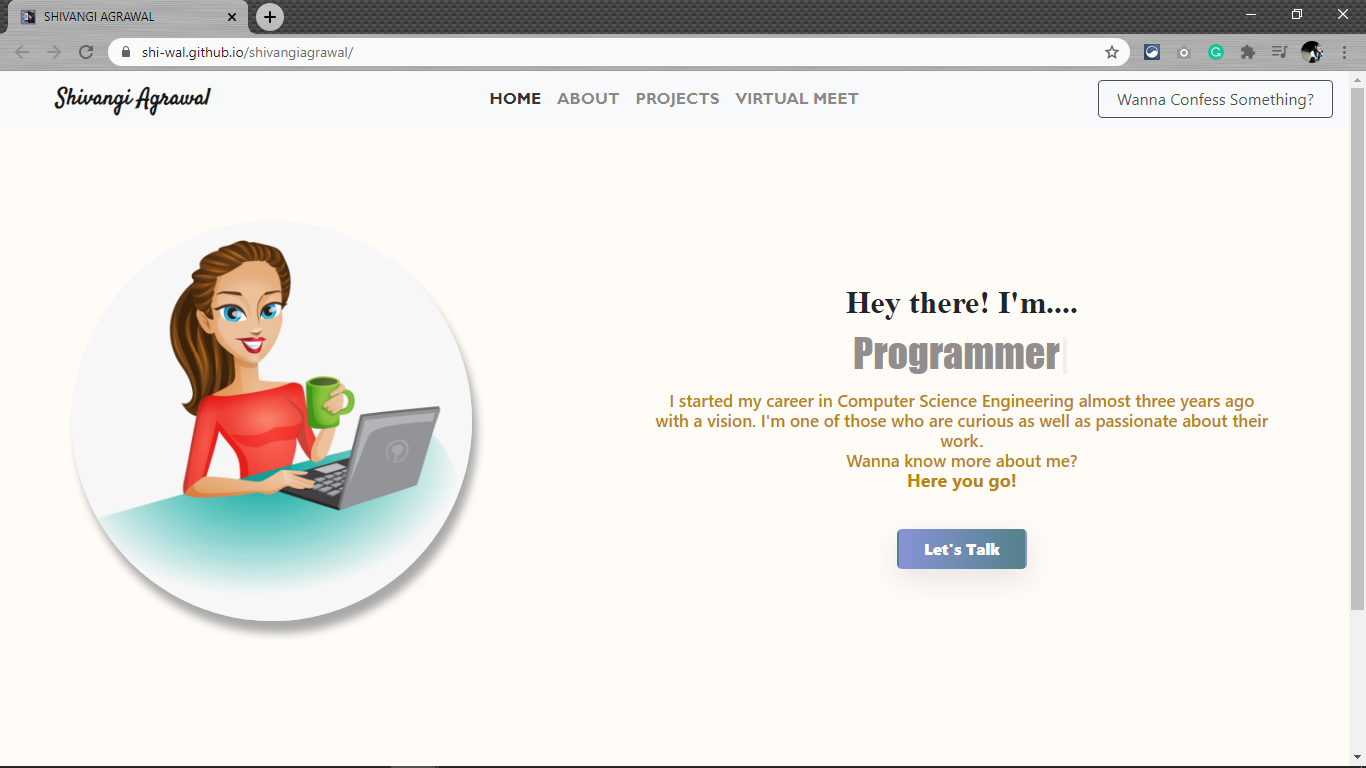 SHIVANGI AGRAWAL
shi-wal.github.io/shivangiagrawal/
Shivangi Agrawal
HOME ABOUT PROJECTS VIRTUAL MEET
Wanna Confess Something?
Hey there! I'm....
Programmer
I started my career in Computer Science Engineering almost three years ago
with a vision. I'm one of those who are curious as well as passionate about their
work.
Wanna know more about me?
Here you go!
Let's Talk